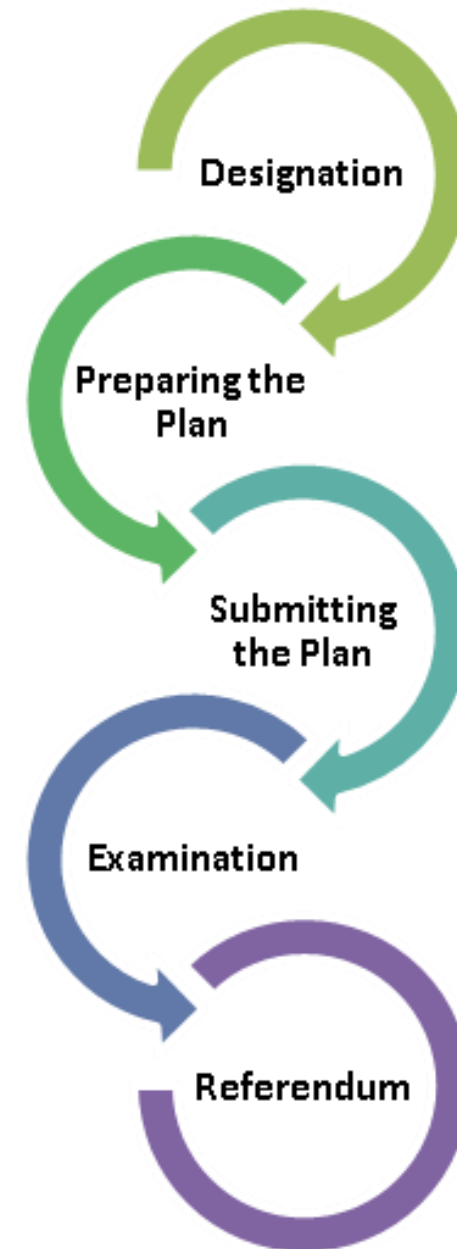 Designation
Preparing the
Plan
Submitting
the Plan
Examination
Referendum